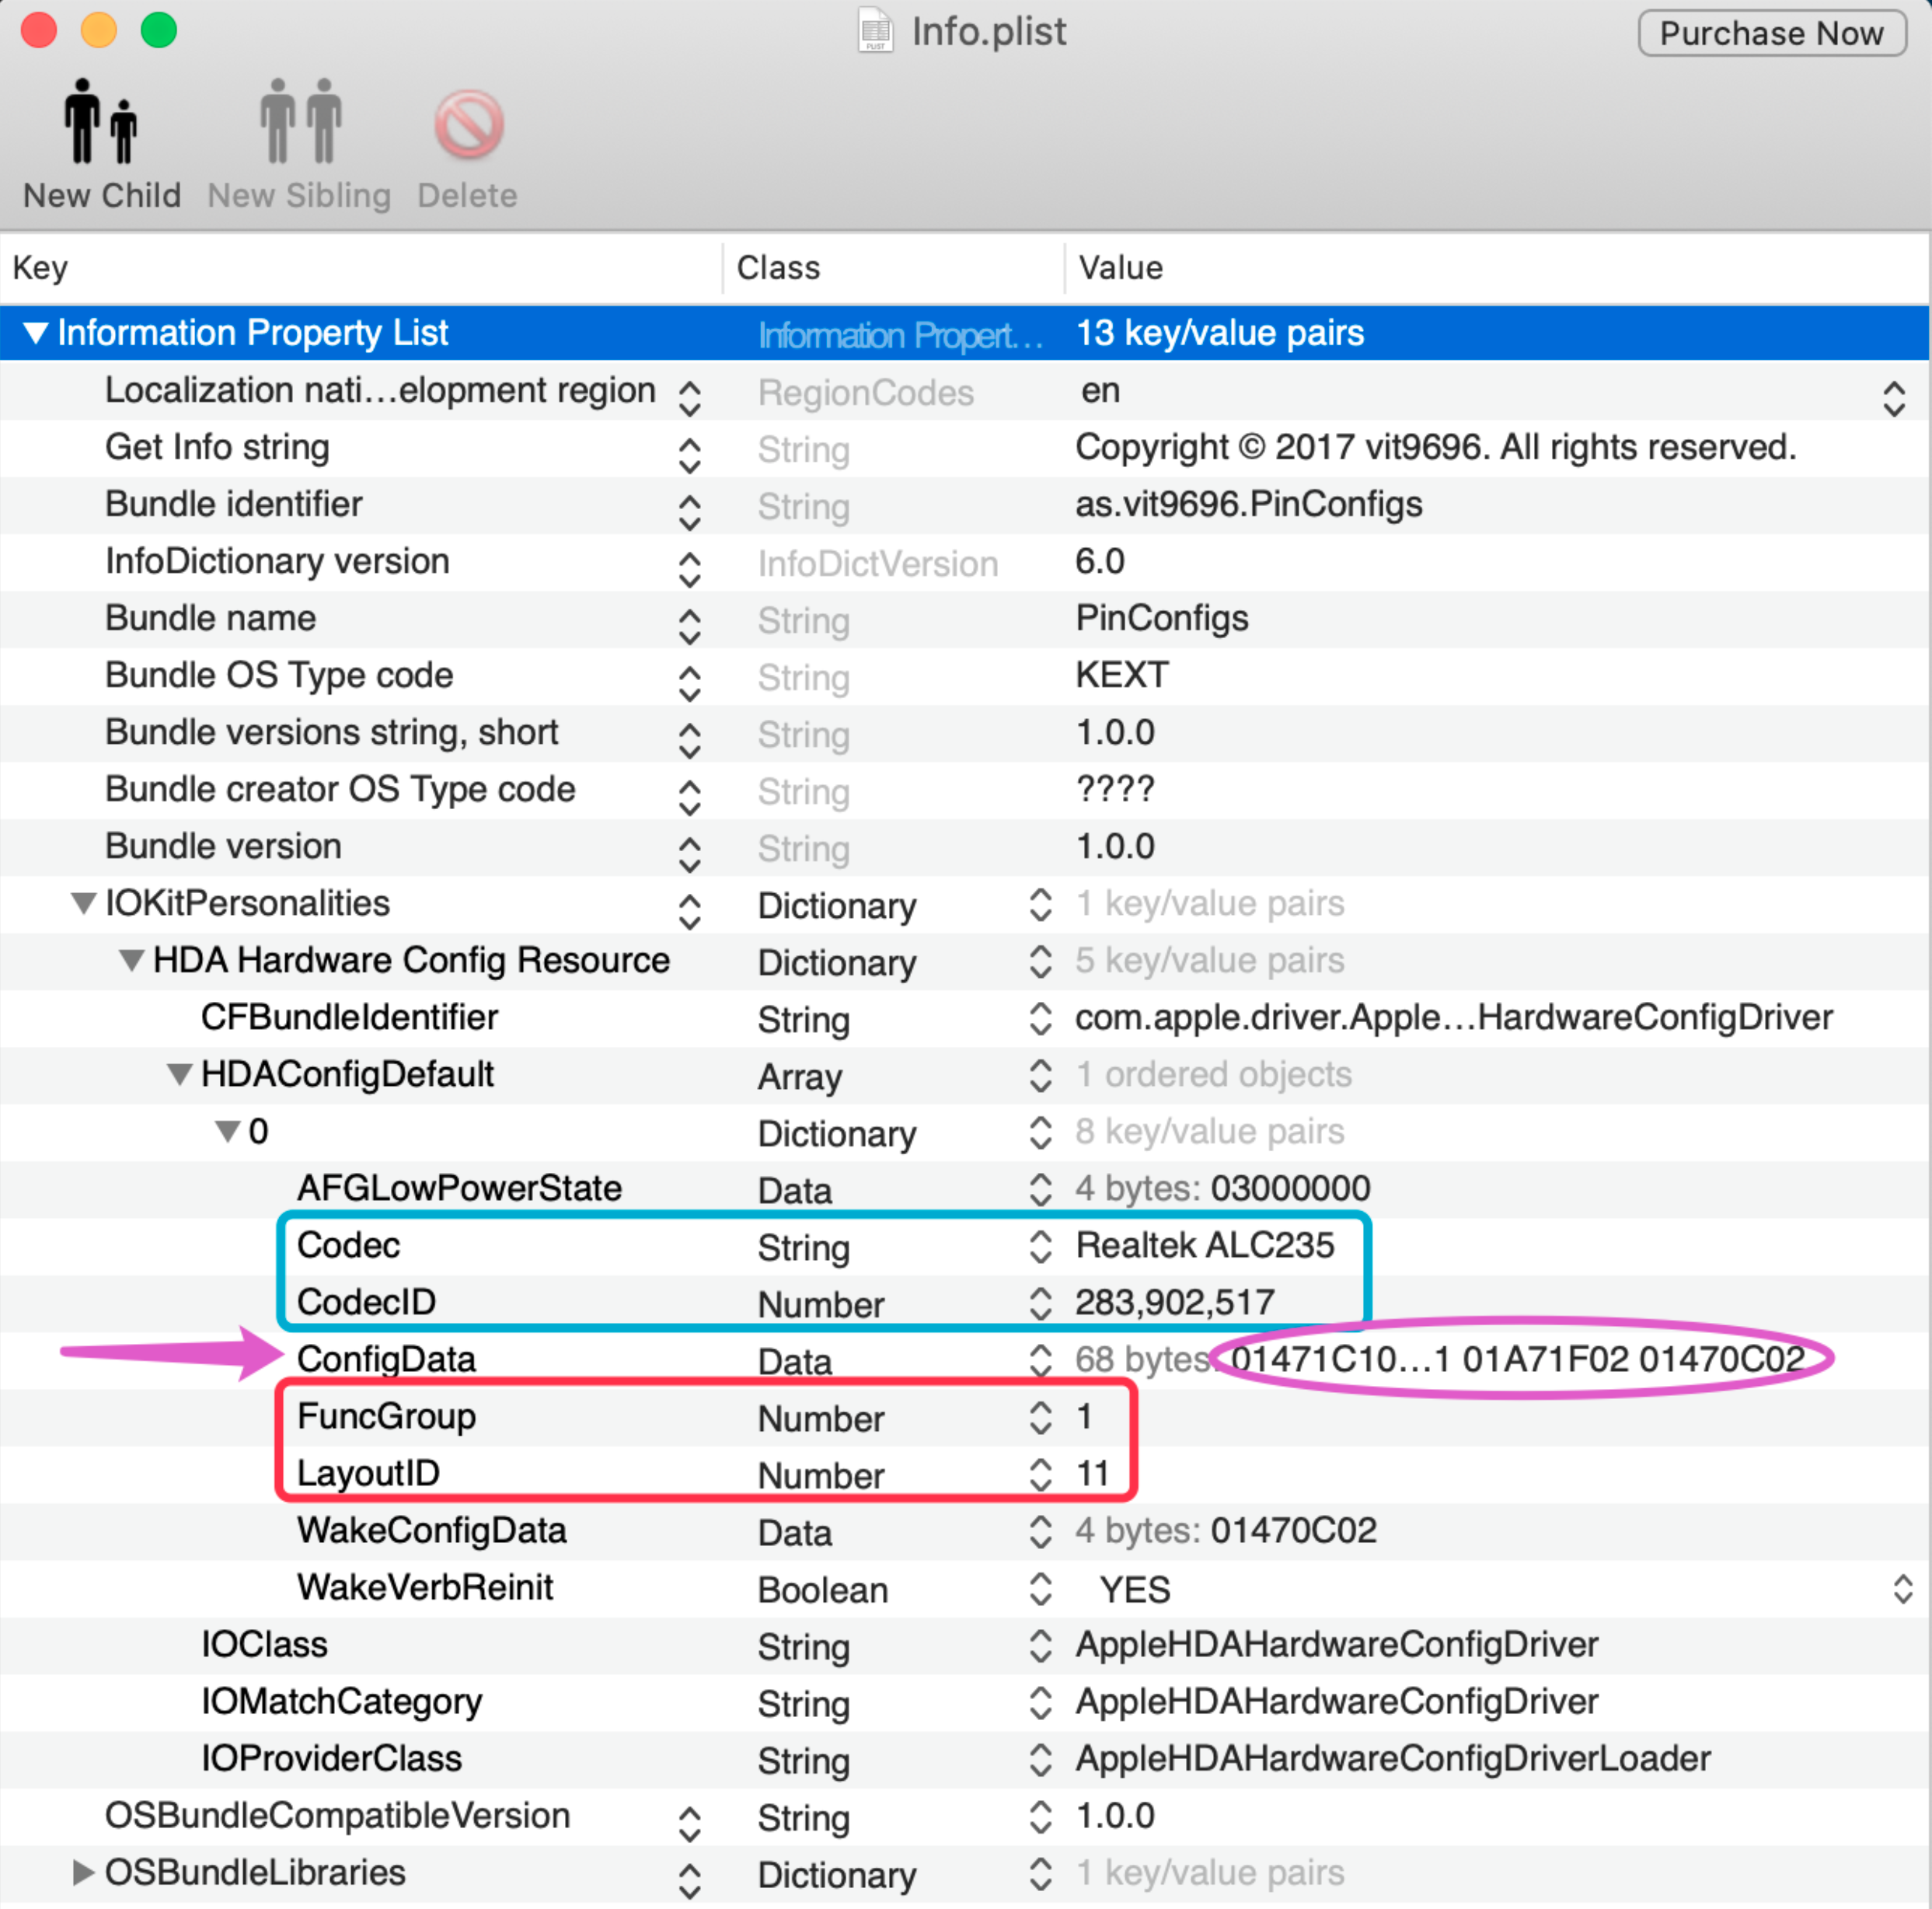 Info.plist
Purchase Now
PLIST
New Child New Sibling Delete
Key Class Value
Information Property List Information Propert... 13 key/value pairs
Localization nati...elopment region RegionCodes en
Get Info string String Copyright © 2017 vit9696. All rights reserved.
Bundle identifier String as.vit9696.PinConfigs
InfoDictionary version InfoDictVersion 6.0
Bundle name String PinConfigs
Bundle OS Type code String KEXT
Bundle versions string, short String 1.0.0
Bundle creator OS Type code String ????
Bundle version String 1.0.0
IOKitPersonalities Dictionary 1 key/value pairs
HDA Hardware Config Resource Dictionary 5 key/value pairs
CFBundleIdentifier String com.apple.driver.Apple...HardwareConfigDriver
HDAConfigDefault Array 1 ordered objects
0 Dictionary 8 key/value pairs
AFGLowPowerState Data 4 bytes: 03000000
Codec String Realtek ALC235
CodecID Number 283,902,517
ConfigData Data 68 bytes: 01471C10...1 01A71F02 01470C02
FuncGroup Number 1
LayoutID Number 11
WakeConfigData Data 4 bytes: 01470C02
WakeVerbReinit Boolean YES
IOClass String AppleHDAHardwareConfigDriver
IOMatchCategory String AppleHDAHardwareConfigDriver
IOProviderClass String AppleHDAHardwareConfigDriverLoader
OSBundleCompatibleVersion String 1.0.0
OSBundleLibraries Dictionary 1 key/value pairs